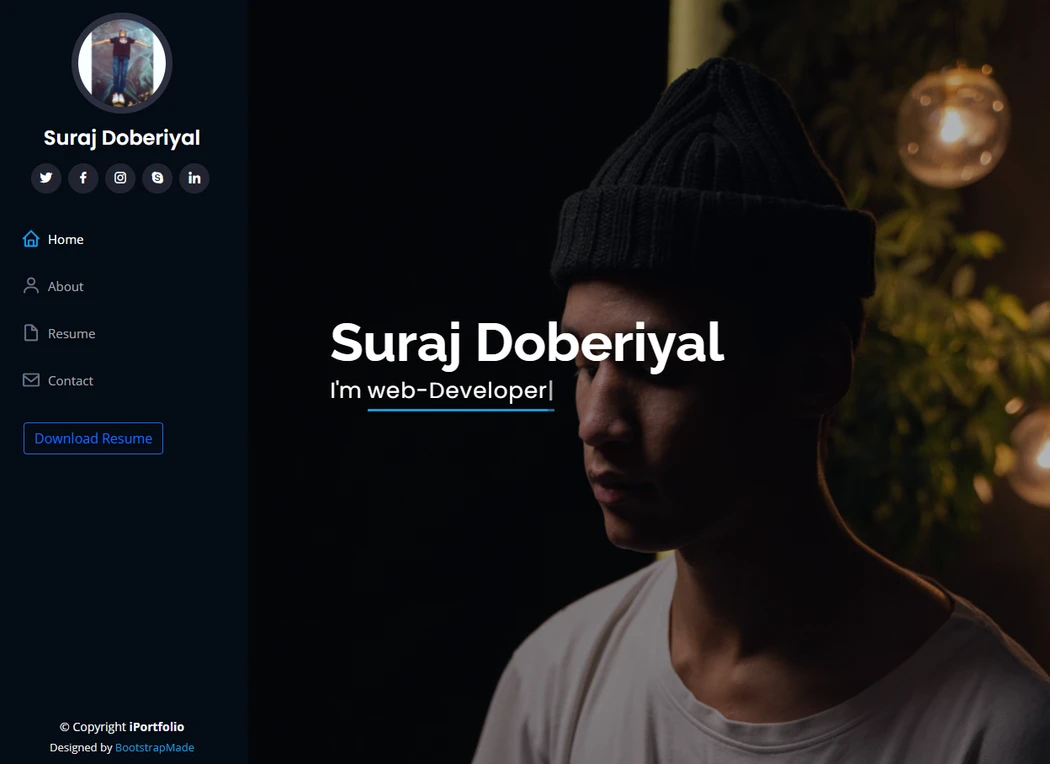 Suraj Doberiyal
Home
About
Resume
Contact
Download Resume
© Copyright iPortfolio
Designed by BootstrapMade
Suraj Doberiyal
I'm web-Developer|